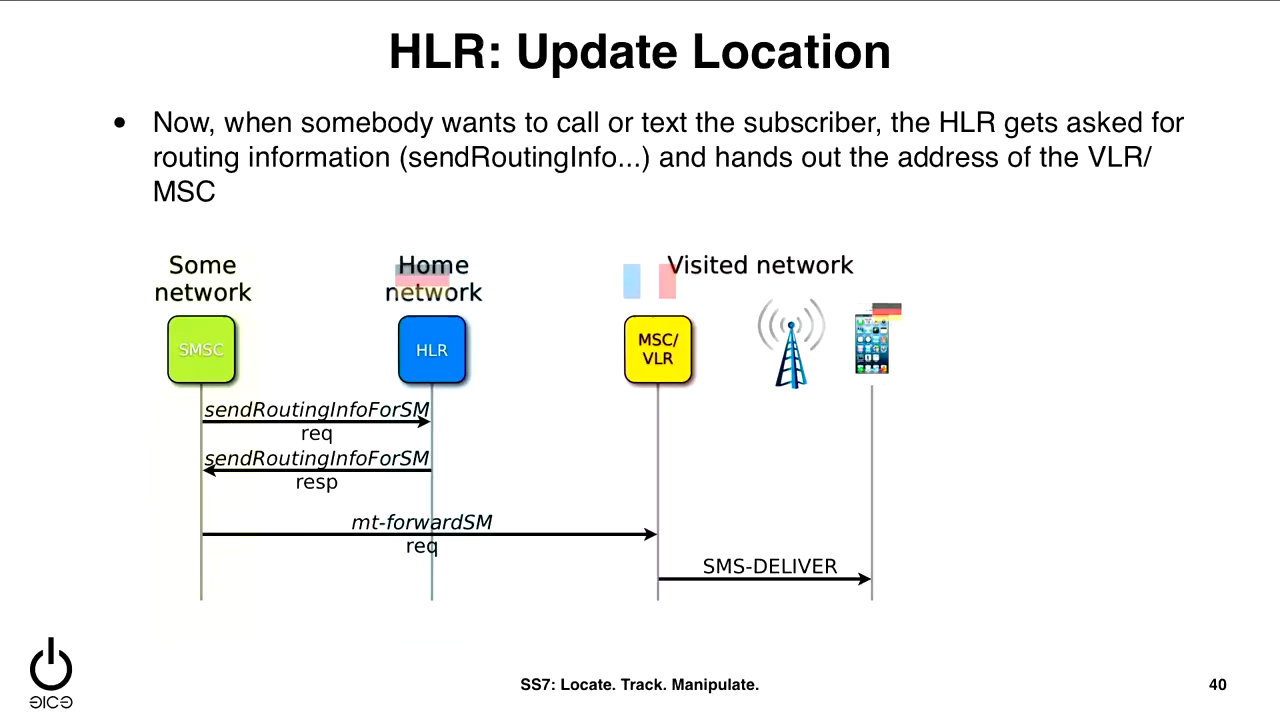 HLR: Update Location
• Now, when somebody wants to call or text the subscriber, the HLR gets asked for
routing information (sendRoutingInfo...) and hands out the address of the VLR/
MSC
Some
network
Home
network
Visited network
SMSC
HLR
MSC/
VLR
sendRoutingInfoForSM
req
sendRoutingInfoForSM
resp
mt-forwardSM
req
SMS-DELIVER
SS7: Locate. Track. Manipulate.
40